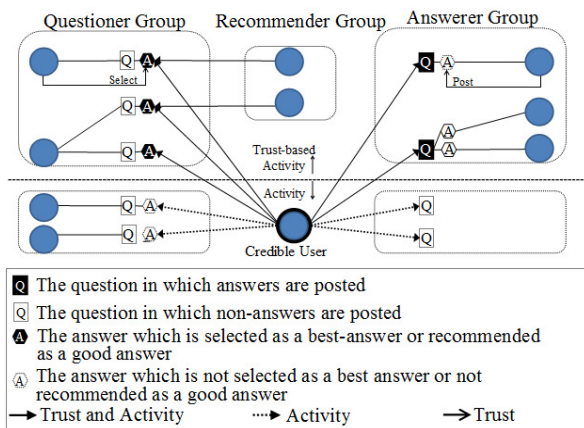 Questioner Group
Recommender Group
Answerer Group
Q A
Select
Q A
Q A
Q A
Post
A
Q A
Trust-based
Activity
Activity
Q A
Q A
Q
Q
Credible User
Q The question in which answers are posted
Q The question in which non-answers are posted
A The answer which is selected as a best-answer or recommended
as a good answer
A The answer which is not selected as a best answer or not
recommended as a good answer
Trust and Activity
Activity
Trust